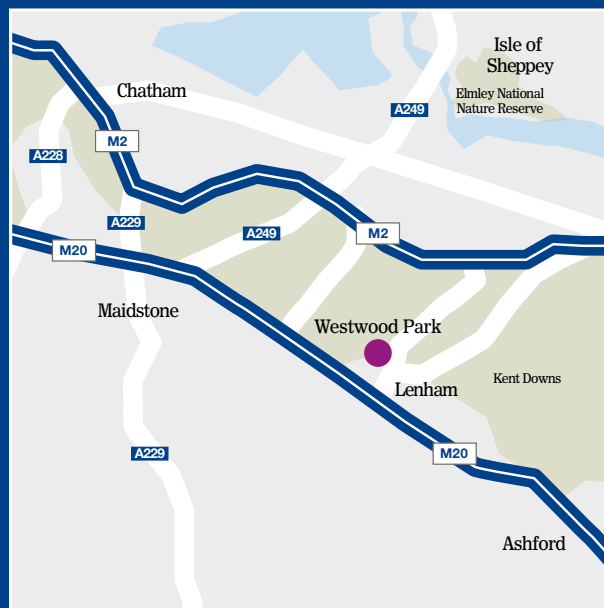 Isle of
Sheppey
Chatham
Elmley National
Nature Reserve
A249
M2
A228
A229
A249
M2
M20
Maidstone
Westwood Park
Kent Downs
Lenham
A229
M20
Ashford